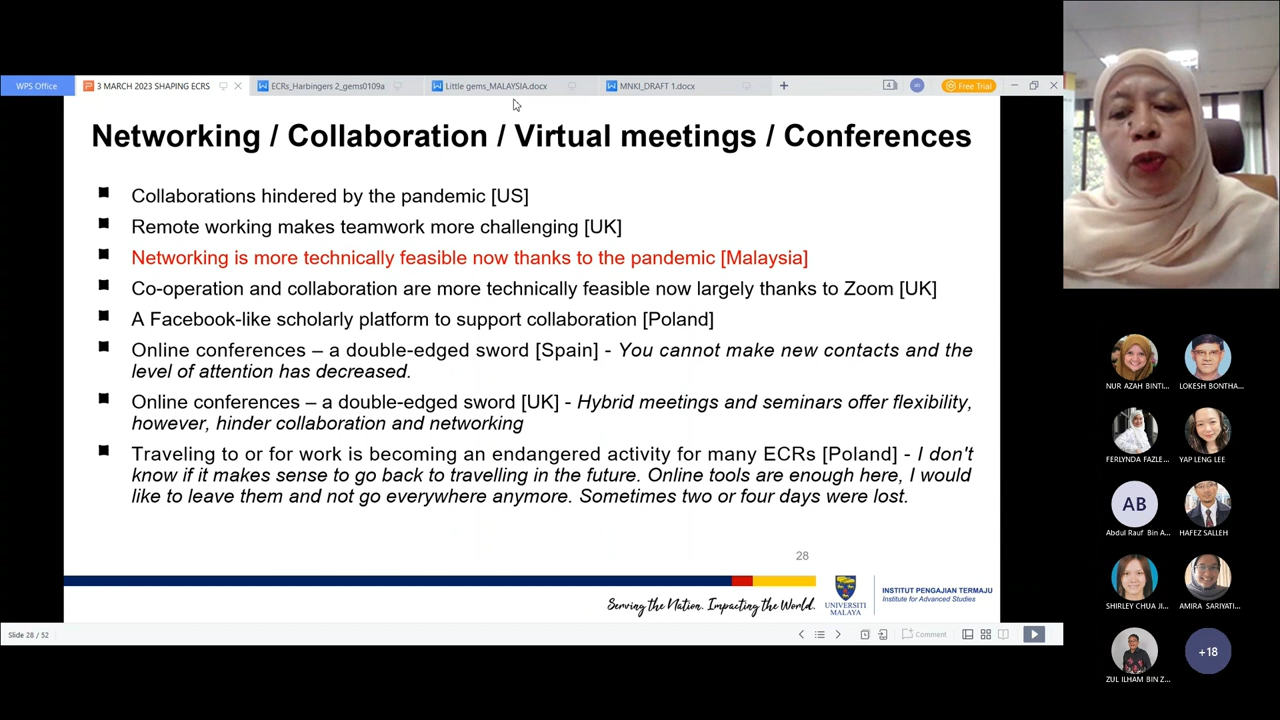 WPS Office
3 MARCH 2023 SHAPING ECRS
ECRs_Harbingers 2_gems0109a
Little gems_MALAYSIA.docx
MNKI_DRAFT 1.docx
Free Trial
Networking / Collaboration / Virtual meetings / Conferences
Collaborations hindered by the pandemic [US]
Remote working makes teamwork more challenging [UK]
Networking is more technically feasible now thanks to the pandemic [Malaysia]
Co-operation and collaboration are more technically feasible now largely thanks to Zoom [UK]
A Facebook-like scholarly platform to support collaboration [Poland]
Online conferences – a double-edged sword [Spain] - You cannot make new contacts and the
level of attention has decreased.
Online conferences – a double-edged sword [UK] - Hybrid meetings and seminars offer flexibility,
however, hinder collaboration and networking
Traveling to or for work is becoming an endangered activity for many ECRs [Poland] - I don't
know if it makes sense to go back to travelling in the future. Online tools are enough here, I would
like to leave them and not go everywhere anymore. Sometimes two or four days were lost.
28
Serving the Nation. Impacting the World.
UNIVERSITI
MALAYA
INSTITUT PENGAJIAN TERMAJU
Institute for Advanced Studies
Slide 28 / 52
Comment
NUR AZAH BINTI...
LOKESH BONTHA...
FERLYNDA FAZLE...
YAP LENG LEE
AB
Abdul Rauf Bin A...
HAFEZ SALLEH
SHIRLEY CHUA JI...
AMIRA SARIYATI...
ZUL ILHAM BIN Z...
+18